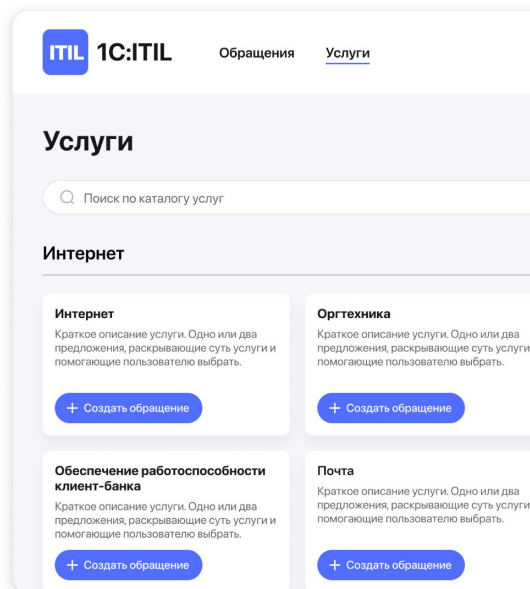 ITIL 1C:ITIL Обращения Услуги
Услуги
Поиск по каталогу услуг
Интернет
Интернет
Краткое описание услуги. Одно или два
предложения, раскрывающие суть услуги и
помогающие пользователю выбрать.
+ Создать обращение
Оргтехника
Краткое описание услуги. Одно или два
предложения, раскрывающие суть услуги
помогающие пользователю выбрать.
+ Создать обращение
Обеспечение работоспособности
клиент-банка
Краткое описание услуги. Одно или два
предложения, раскрывающие суть услуги и
помогающие пользователю выбрать.
+ Создать обращение
Почта
Краткое описание услуги. Одно или два
предложения, раскрывающие суть услуги
помогающие пользователю выбрать.
+ Создать обращение